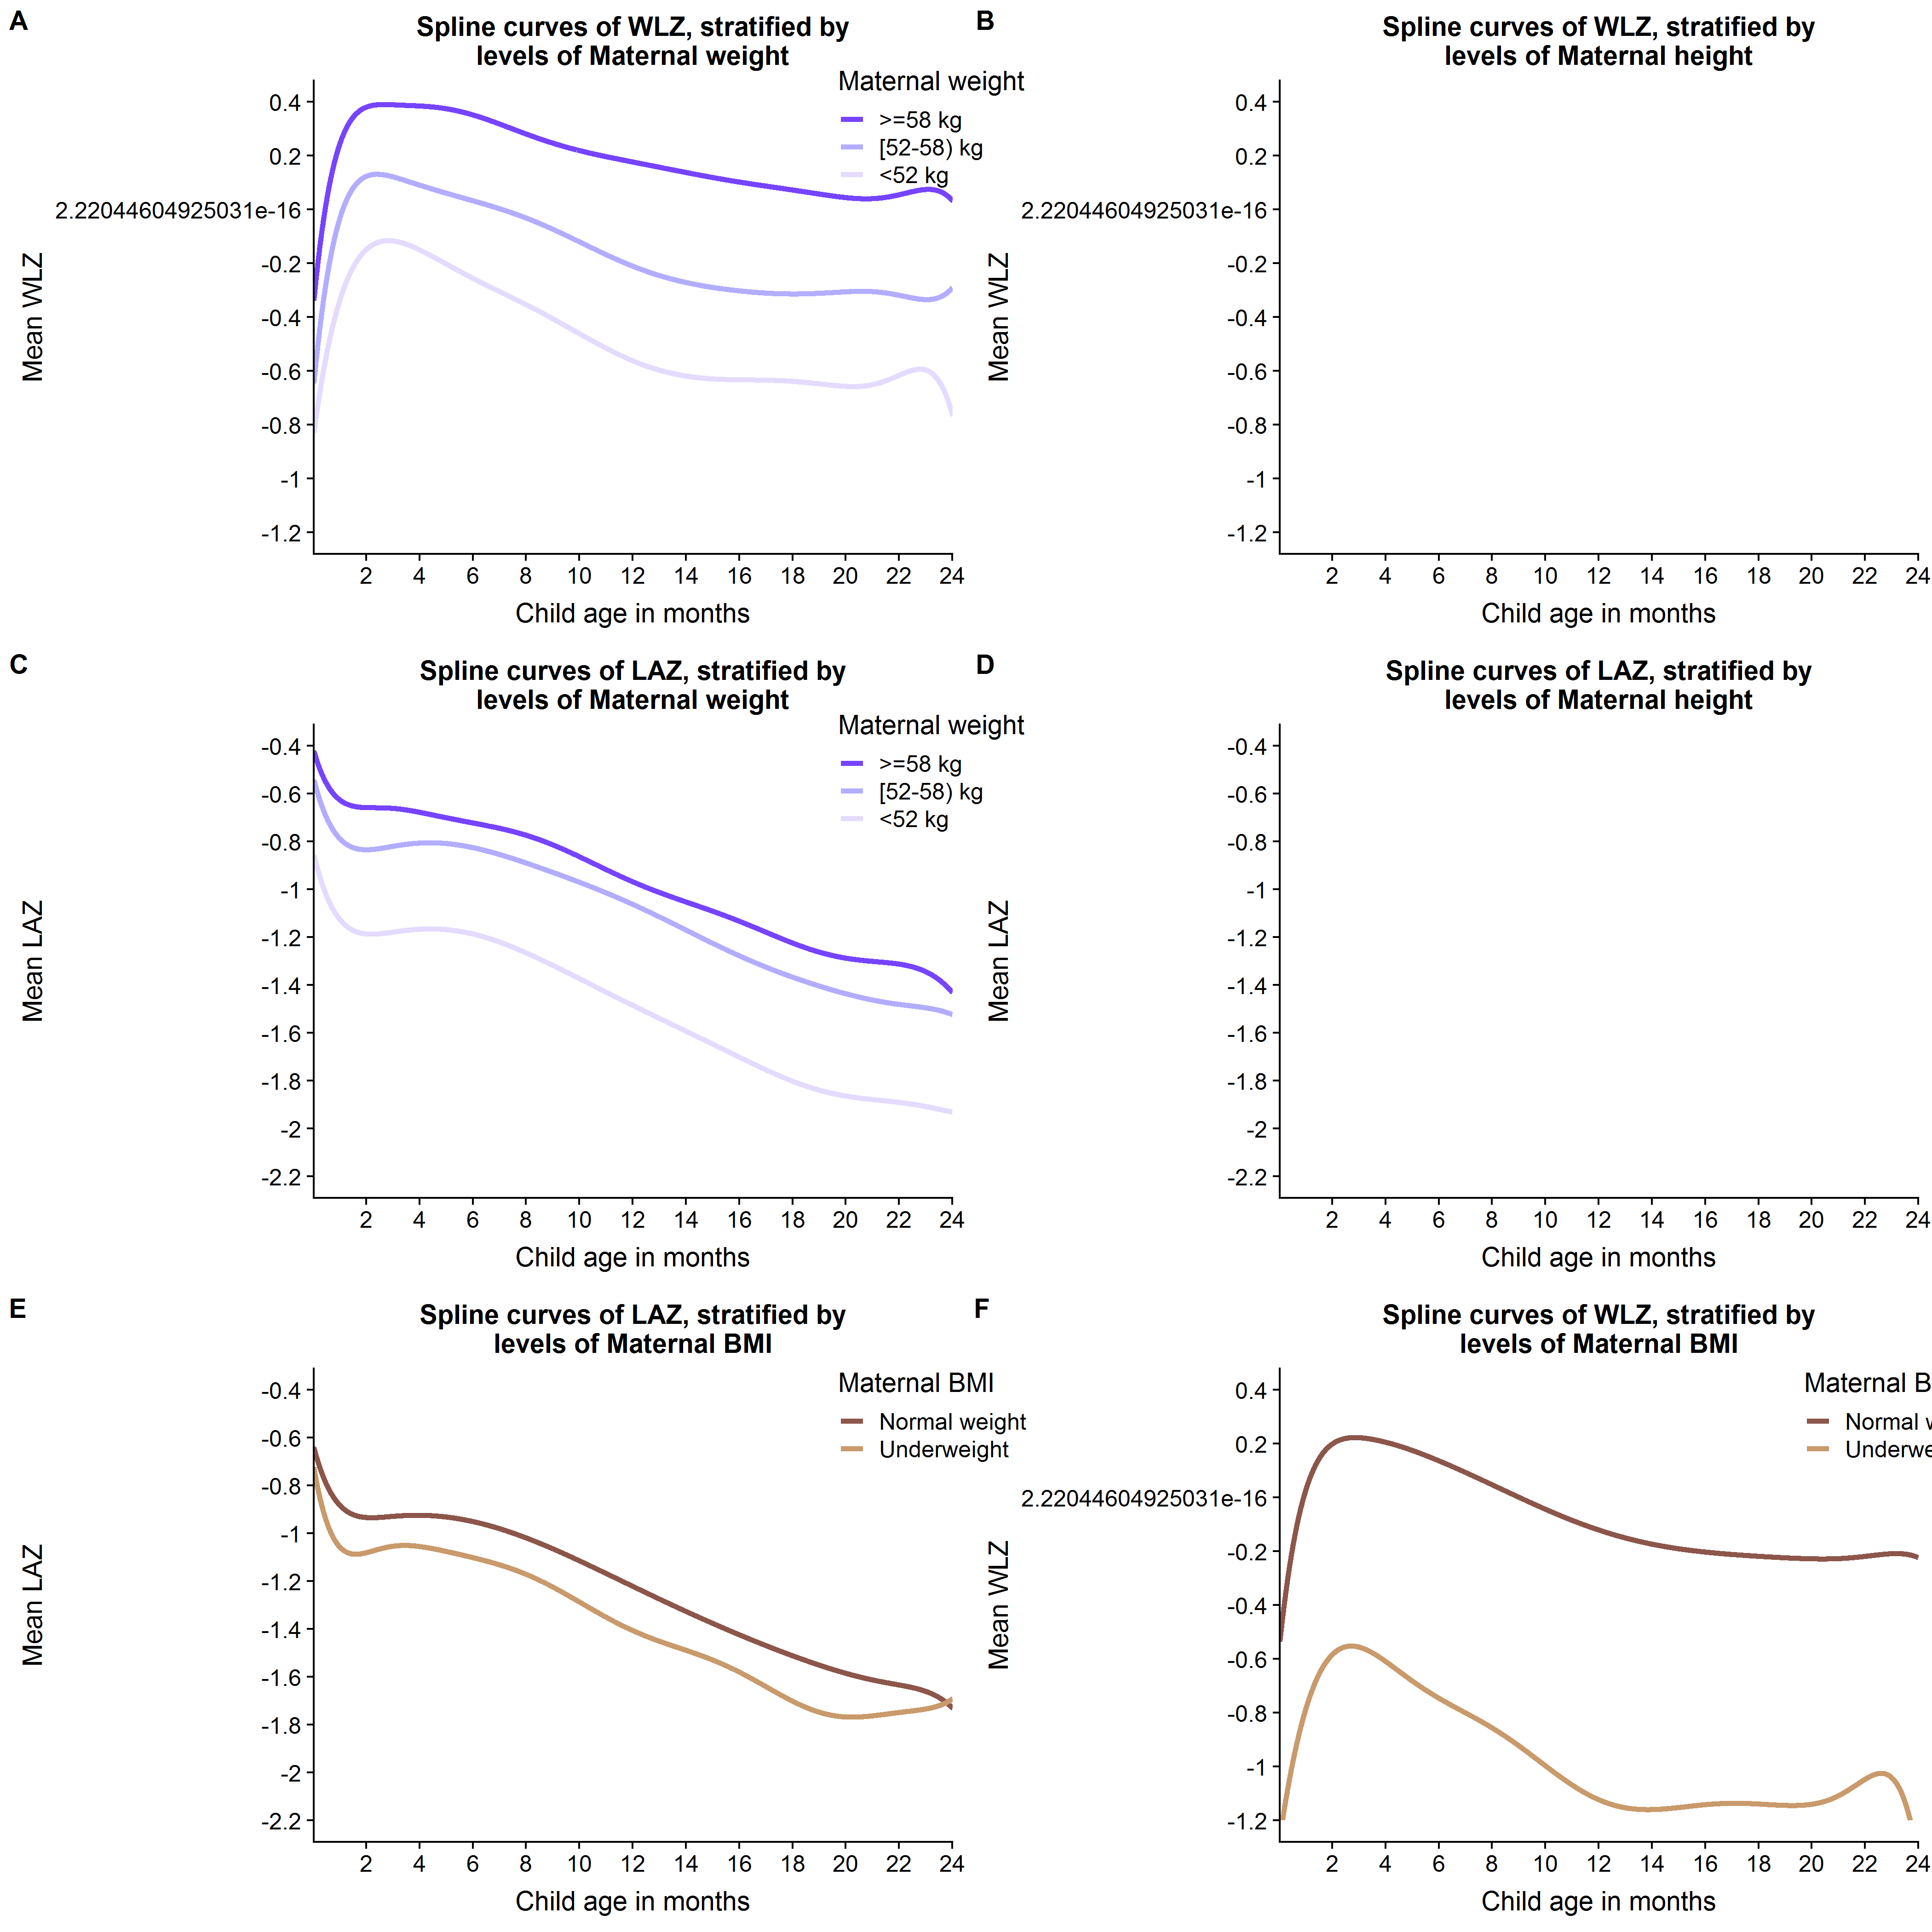 A
Spline curves of WLZ, stratified by
levels of Maternal weight
Maternal weight
>=58 kg
[52-58) kg
<52 kg
0.4
0.2
2.22044604925031e-16
-0.2
-0.4
-0.6
-0.8
-1
-1.2
Mean WLZ
2 4 6 8 10 12 14 16 18 20 22 24
Child age in months
B
Spline curves of WLZ, stratified by
levels of Maternal height
0.4
0.2
2.22044604925031e-16
-0.2
-0.4
-0.6
-0.8
-1
-1.2
Mean WLZ
2 4 6 8 10 12 14 16 18 20 22 24
Child age in months
C
Spline curves of LAZ, stratified by
levels of Maternal weight
Maternal weight
>=58 kg
[52-58) kg
<52 kg
-0.4
-0.6
-0.8
-1
-1.2
-1.4
-1.6
-1.8
-2
-2.2
Mean LAZ
2 4 6 8 10 12 14 16 18 20 22 24
Child age in months
D
Spline curves of LAZ, stratified by
levels of Maternal height
-0.4
-0.6
-0.8
-1
-1.2
-1.4
-1.6
-1.8
-2
-2.2
Mean LAZ
2 4 6 8 10 12 14 16 18 20 22 24
Child age in months
E
Spline curves of LAZ, stratified by
levels of Maternal BMI
Maternal BMI
Normal weight
Underweight
-0.4
-0.6
-0.8
-1
-1.2
-1.4
-1.6
-1.8
-2
-2.2
Mean LAZ
2 4 6 8 10 12 14 16 18 20 22 24
Child age in months
F
Spline curves of WLZ, stratified by
levels of Maternal BMI
Maternal B
Normal w
Underwe
0.4
0.2
2.22044604925031e-16
-0.2
-0.4
-0.6
-0.8
-1
-1.2
Mean WLZ
2 4 6 8 10 12 14 16 18 20 22 24
Child age in months